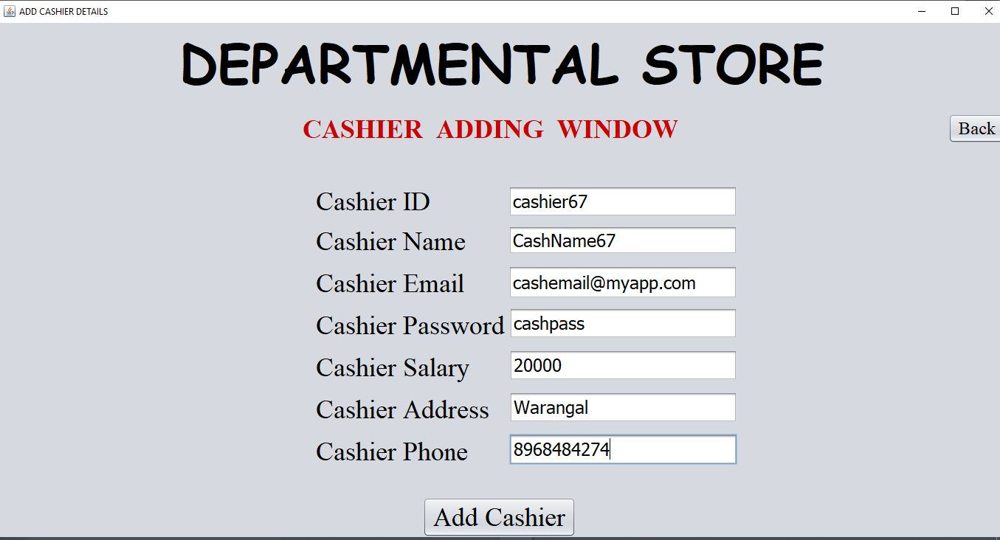 ADD CASHIER DETAILS
DEPARTMENTAL STORE
CASHIER ADDING WINDOW
Back
Cashier ID cashier67
Cashier Name CashName67
Cashier Email cashemail@myapp.com
Cashier Password cashpass
Cashier Salary 20000
Cashier Address Warangal
Cashier Phone 8968484274
Add Cashier